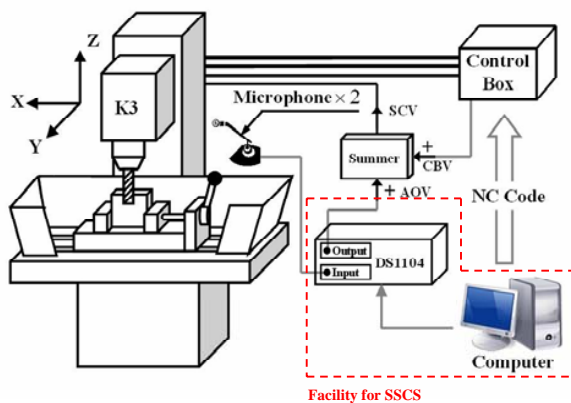 Z
X
Y
K3
Microphone×2
SCV
Control
Box
Summer
+
CBV
+ AOV
NC Code
Output
Input
DS1104
Computer
Facility for SSCS